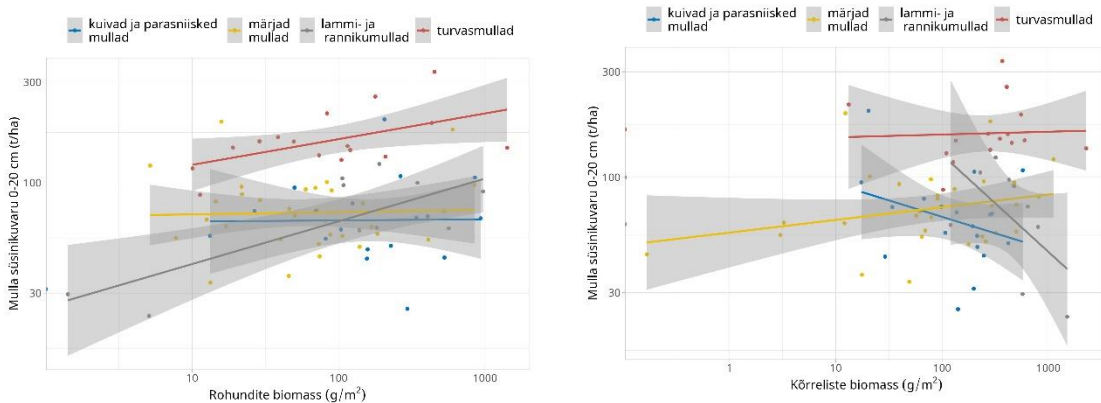 kuivad ja parasniisked
mullad
märjad
mullad
lammi- ja
rannikumullad
turvasmullad
Mulla süsinikuvaru 0-20 cm (t/ha)
300
100
30
10
100
1000
Rohundite biomass (g/m²)
kuivad ja parasniisked
mullad
märjad
mullad
lammi- ja
rannikumullad
turvasmullad
Mulla süsinikuvaru 0-20 cm (t/ha)
300
100
30
1
10
100
1000
Kõrreliste biomass (g/m²)